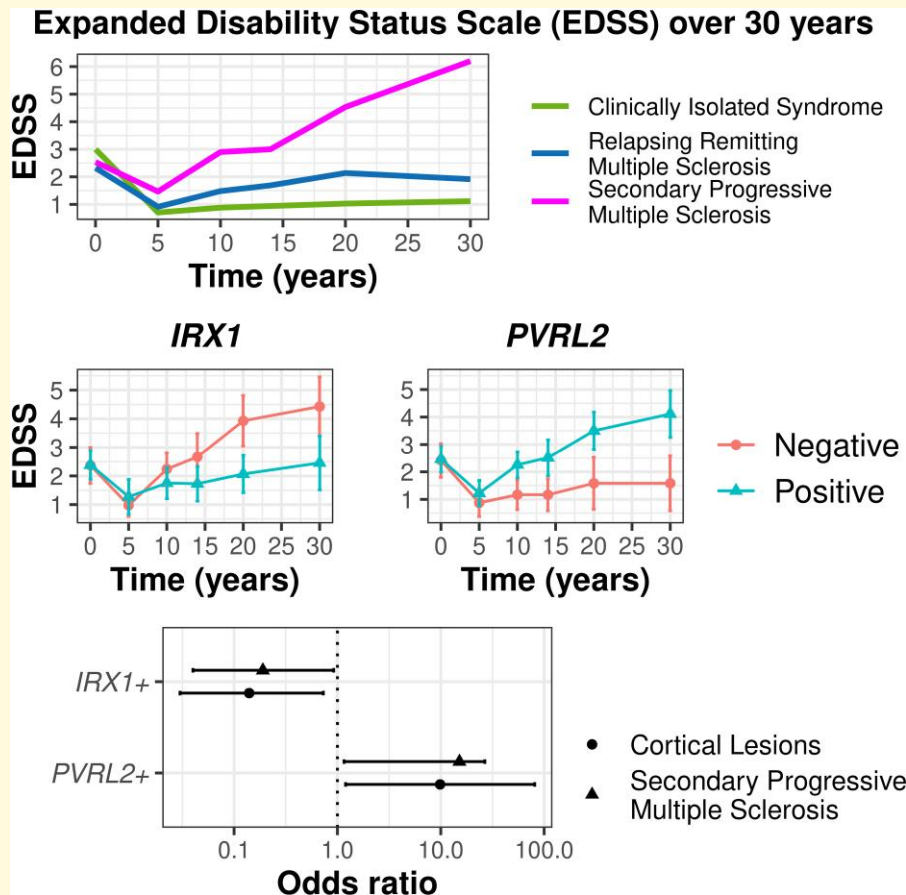 Expanded Disability Status Scale (EDSS) over 30 years
EDSS
6
5
4
3
2
1
0 5 10 15 20 25 30
Time (years)
Clinically Isolated Syndrome
Relapsing Remitting
Multiple Sclerosis
Secondary Progressive
Multiple Sclerosis
IRX1
EDSS
5
4
3
2
1
0 5 10 15 20 25 30
Time (years)
PVRL2
5
4
3
2
1
0 5 10 15 20 25 30
Time (years)
Negative
Positive
IRX1+
PVRL2+
0.1 1.0 10.0 100.0
Odds ratio
Cortical Lesions
Secondary Progressive
Multiple Sclerosis